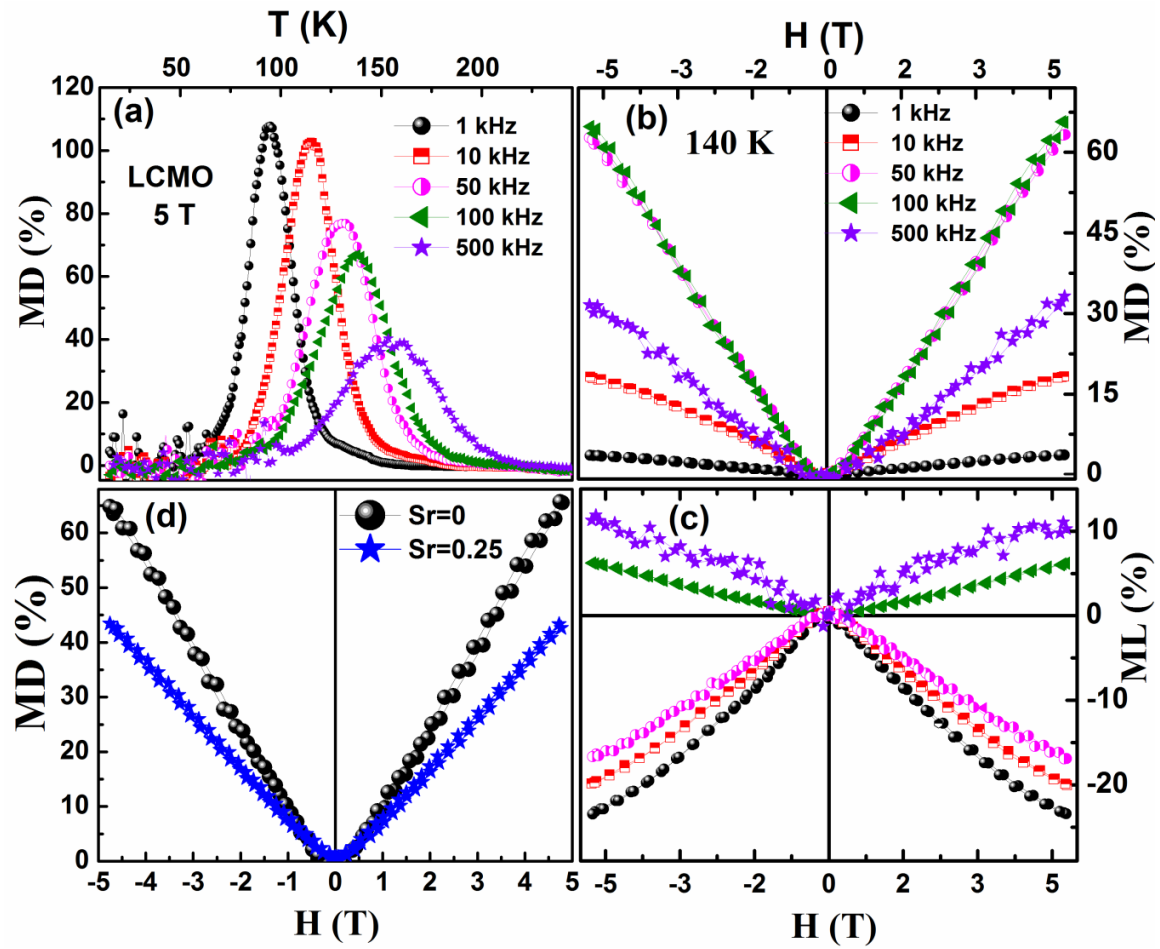 T (K)
50 100 150 200
120
100
80
60
40
20
0
MD (%)
(a)
LCMO
5 T
1 kHz
10 kHz
50 kHz
100 kHz
500 kHz
H (T)
-5 -3 -2 0 2 3 5
(b)
140 K
1 kHz
10 kHz
50 kHz
100 kHz
500 kHz
60
45
30
15
0
MD (%)
(d)
Sr=0
Sr=0.25
60
50
40
30
20
10
0
MD (%)
-5 -4 -3 -2 -1 0 1 2 3 4 5
H (T)
(c)
10
0
-10
-20
ML (%)
-5 -3 -2 0 2 3 5
H (T)